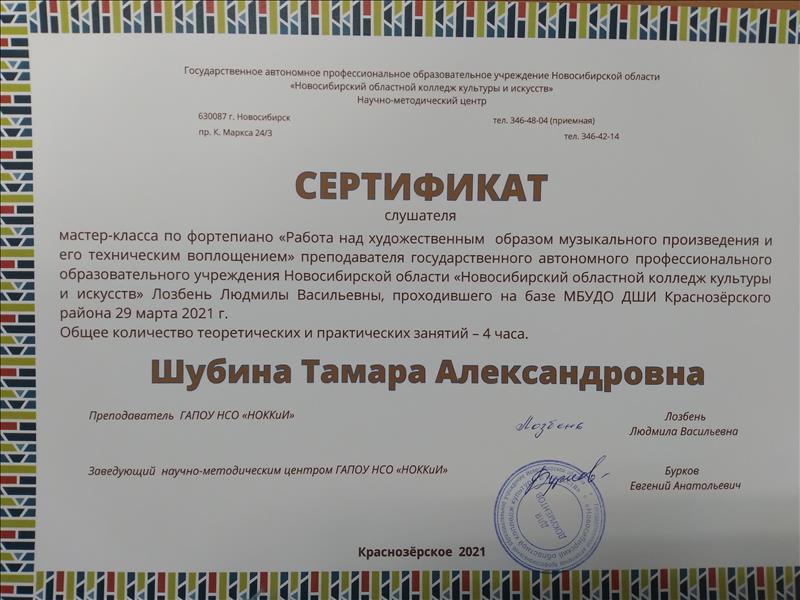 Государственное автономное профессиональное образовательное учреждение Новосибирской области
«Новосибирский областной колледж культуры и искусств»
Научно-методический центр
630087 г. Новосибирск
тел. 346-48-04 (приемная)
пр. К. Маркса 24/3
тел. 346-42-14
СЕРТИФИКАТ
слушателя
мастер-класса по фортепиано «Работа над художественным образом музыкального произведения и
его техническим воплощением» преподавателя государственного автономного профессионального
образовательного учреждения Новосибирской области «Новосибирский областной колледж культуры
и искусств» Лозбень Людмилы Васильевны, проходившего на базе МБУДО ДШИ Краснозёрского
района 29 марта 2021 г.
Общее количество теоретических и практических занятий – 4 часа.
Шубина Тамара Александровна
Преподаватель ГАПОУ НСО «НОККиИ»
Лозбень
Лозбень
Людмила Васильевна
Заведующий научно-методическим центром ГАПОУ НСО «НОККиИ»
Бурков
Евгений Анатольевич
ДЛЯ
ДОКУМЕНТОВ
Краснозёрское 2021